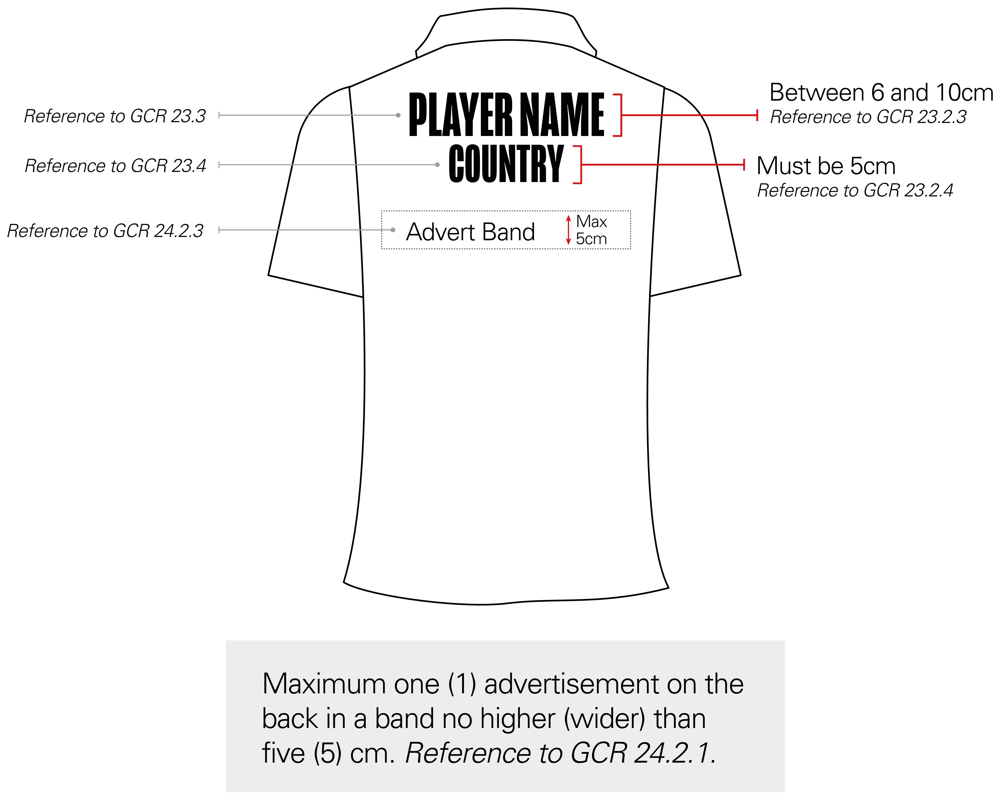 PLAYER NAME
COUNTRY
Reference to GCR 23.3
Reference to GCR 23.4
Reference to GCR 24.2.3
Between 6 and 10cm
Reference to GCR 23.2.3
Must be 5cm
Reference to GCR 23.2.4
Advert Band
Max
5cm
Maximum one (1) advertisement on the
back in a band no higher (wider) than
five (5) cm. Reference to GCR 24.2.1.